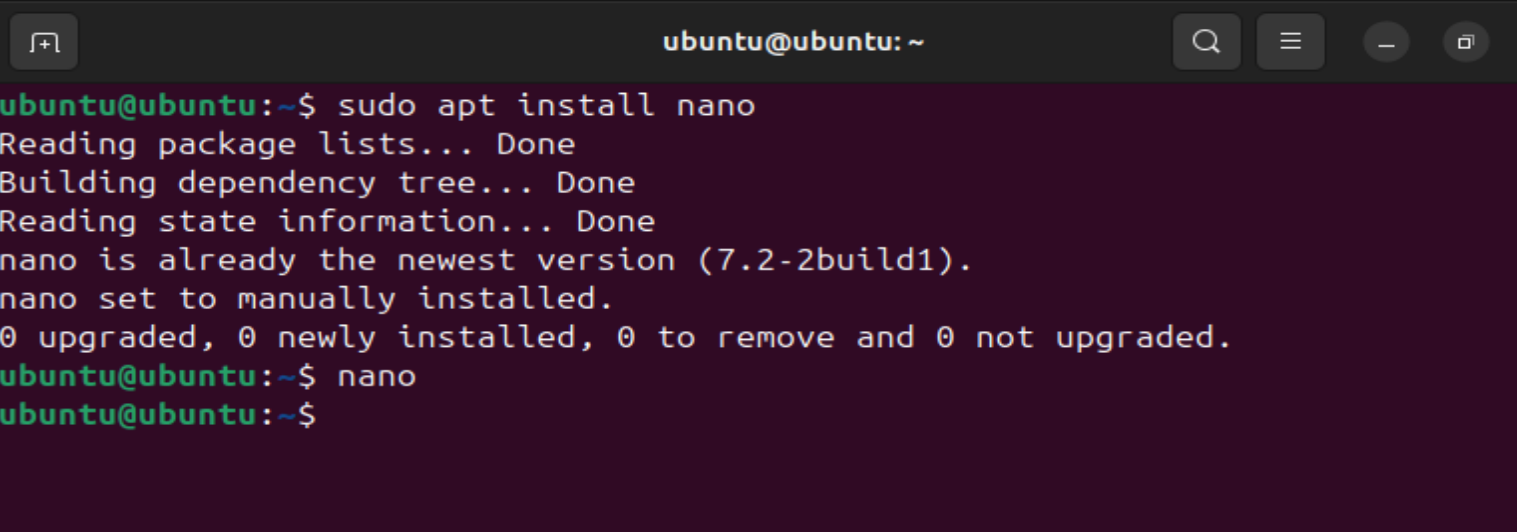 ubuntu@ubuntu: ~
ubuntu@ubuntu:~$ sudo apt install nano
Reading package lists... Done
Building dependency tree... Done
Reading state information... Done
nano is already the newest version (7.2-2build1).
nano set to manually installed.
0 upgraded, 0 newly installed, 0 to remove and 0 not upgraded.
ubuntu@ubuntu:~$ nano
ubuntu@ubuntu:~$